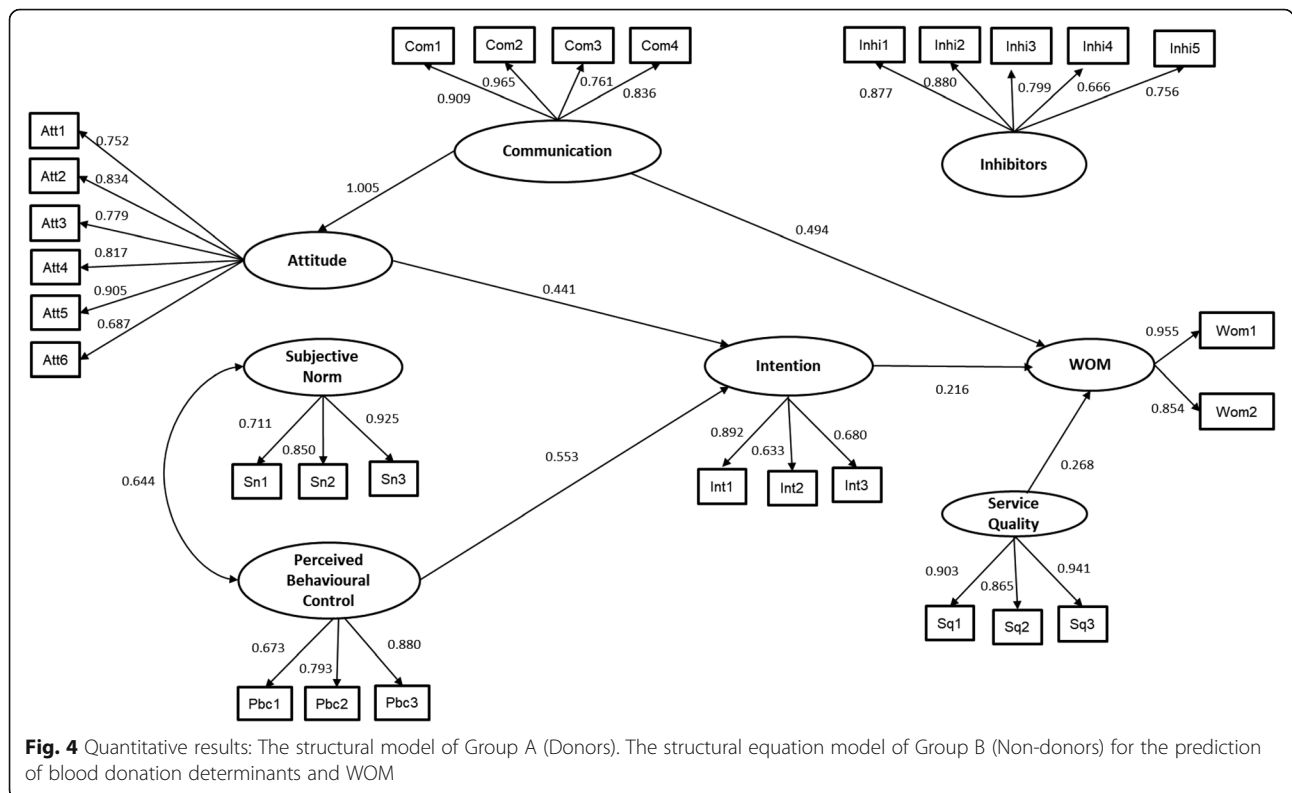 Com1 Com2 Com3 Com4
0.909 0.965 0.761 0.836
Communication
Inhi1 Inhi2 Inhi3 Inhi4 Inhi5
0.877 0.880 0.799 0.666 0.756
Inhibitors
Att1
Att2
Att3
Att4
Att5
Att6
0.752
0.834
0.779
0.817
0.905
0.687
Attitude
1.005
0.494
0.441
Subjective
Norm
0.711 0.850 0.925
Sn1 Sn2 Sn3
0.644
Perceived
Behavioural
Control
0.673 0.793 0.880
Pbc1 Pbc2 Pbc3
0.553
Intention
0.892 0.633 0.680
Int1 Int2 Int3
0.216
WOM
0.955
Wom1
0.854
Wom2
0.268
Service
Quality
0.903 0.865 0.941
Sq1 Sq2 Sq3
Fig. 4 Quantitative results: The structural model of Group A (Donors). The structural equation model of Group B (Non-donors) for the prediction
of blood donation determinants and WOM